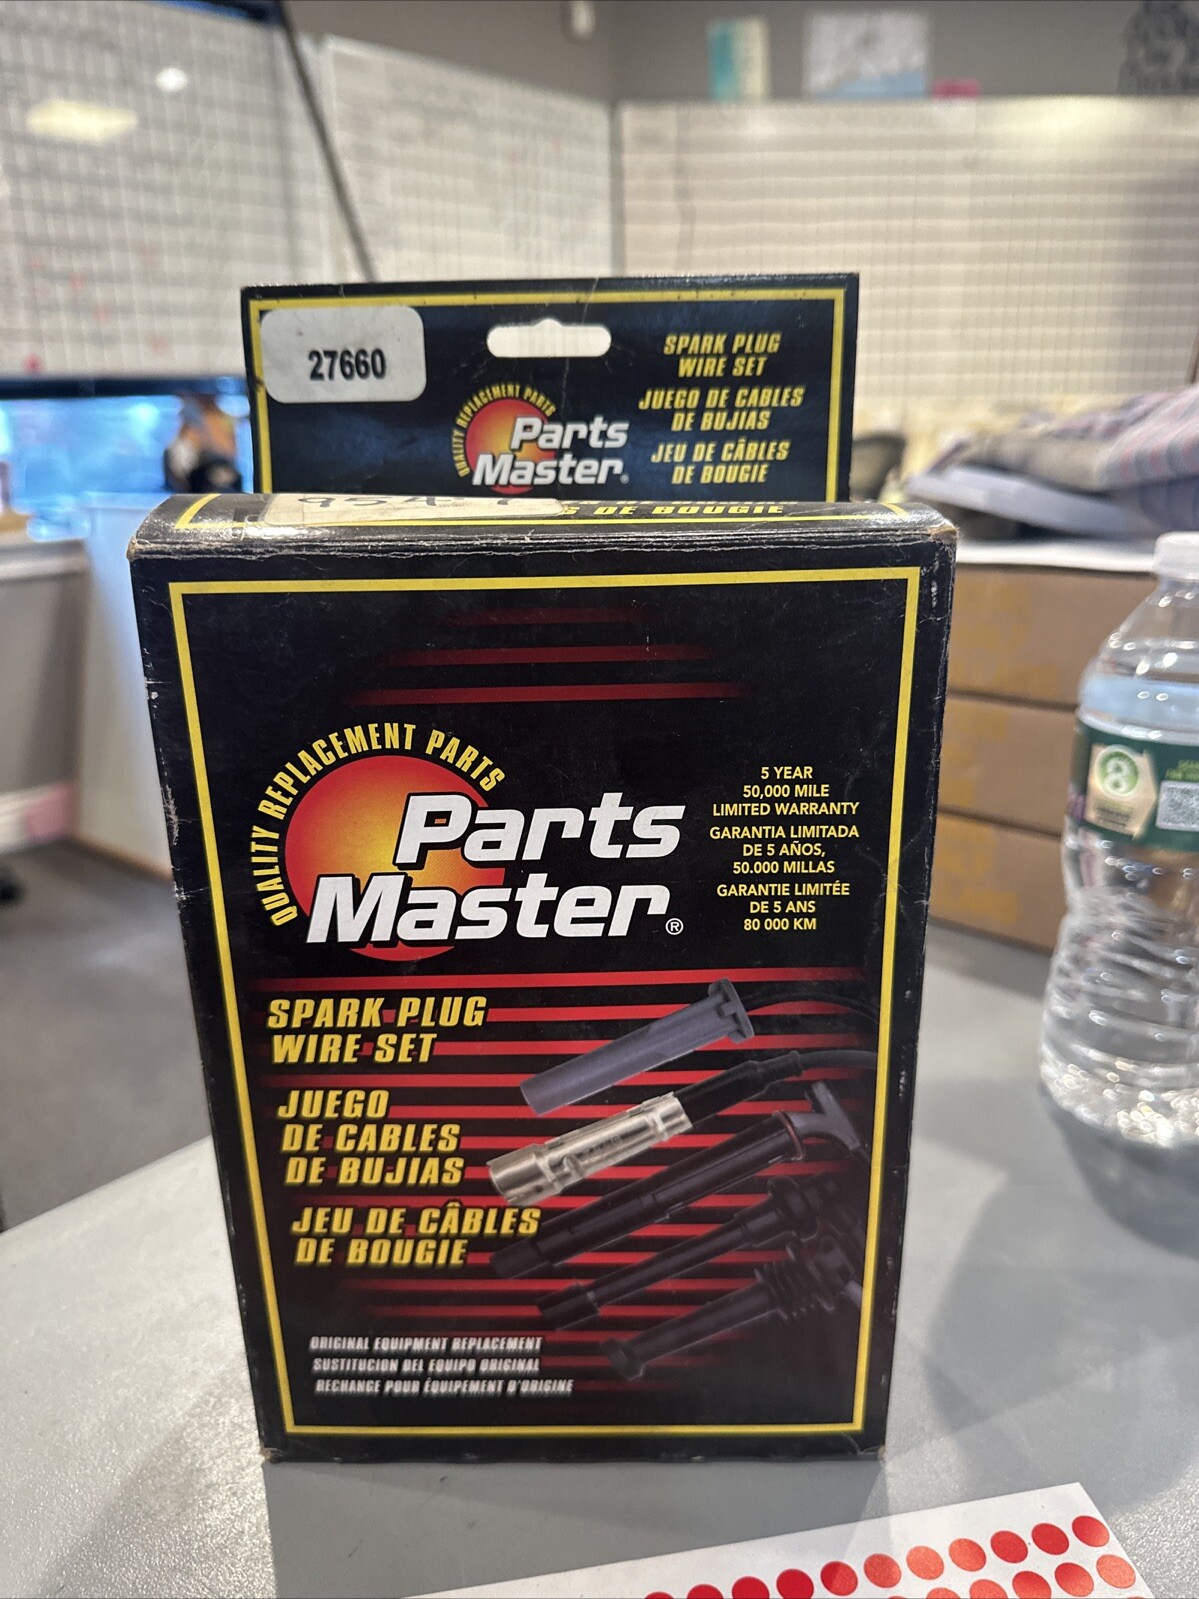 27660
SPARK PLUG
WIRE SET
JUEGO DE CABLES
DE BUJIAS
JEU DE CÂBLES
DE BOUGIE
QUALITY REPLACEMENT PARTS
Parts
Master®
DE BOUGIE
QUALITY REPLACEMENT PARTS
Parts
Master®
5 YEAR
50,000 MILE
LIMITED WARRANTY
GARANTIA LIMITADA
DE 5 AÑOS,
50.000 MILLAS
GARANTIE LIMITÉE
DE 5 ANS
80 000 KM
SPARK PLUG
WIRE SET
JUEGO
DE CABLES
DE BUJIAS
JEU DE CÂBLES
DE BOUGIE
ORIGINAL EQUIPMENT REPLACEMENT
SUSTITUCION DEL EQUIPO ORIGINAL
RECHANGE POUR ÉQUIPEMENT D'ORIGINE